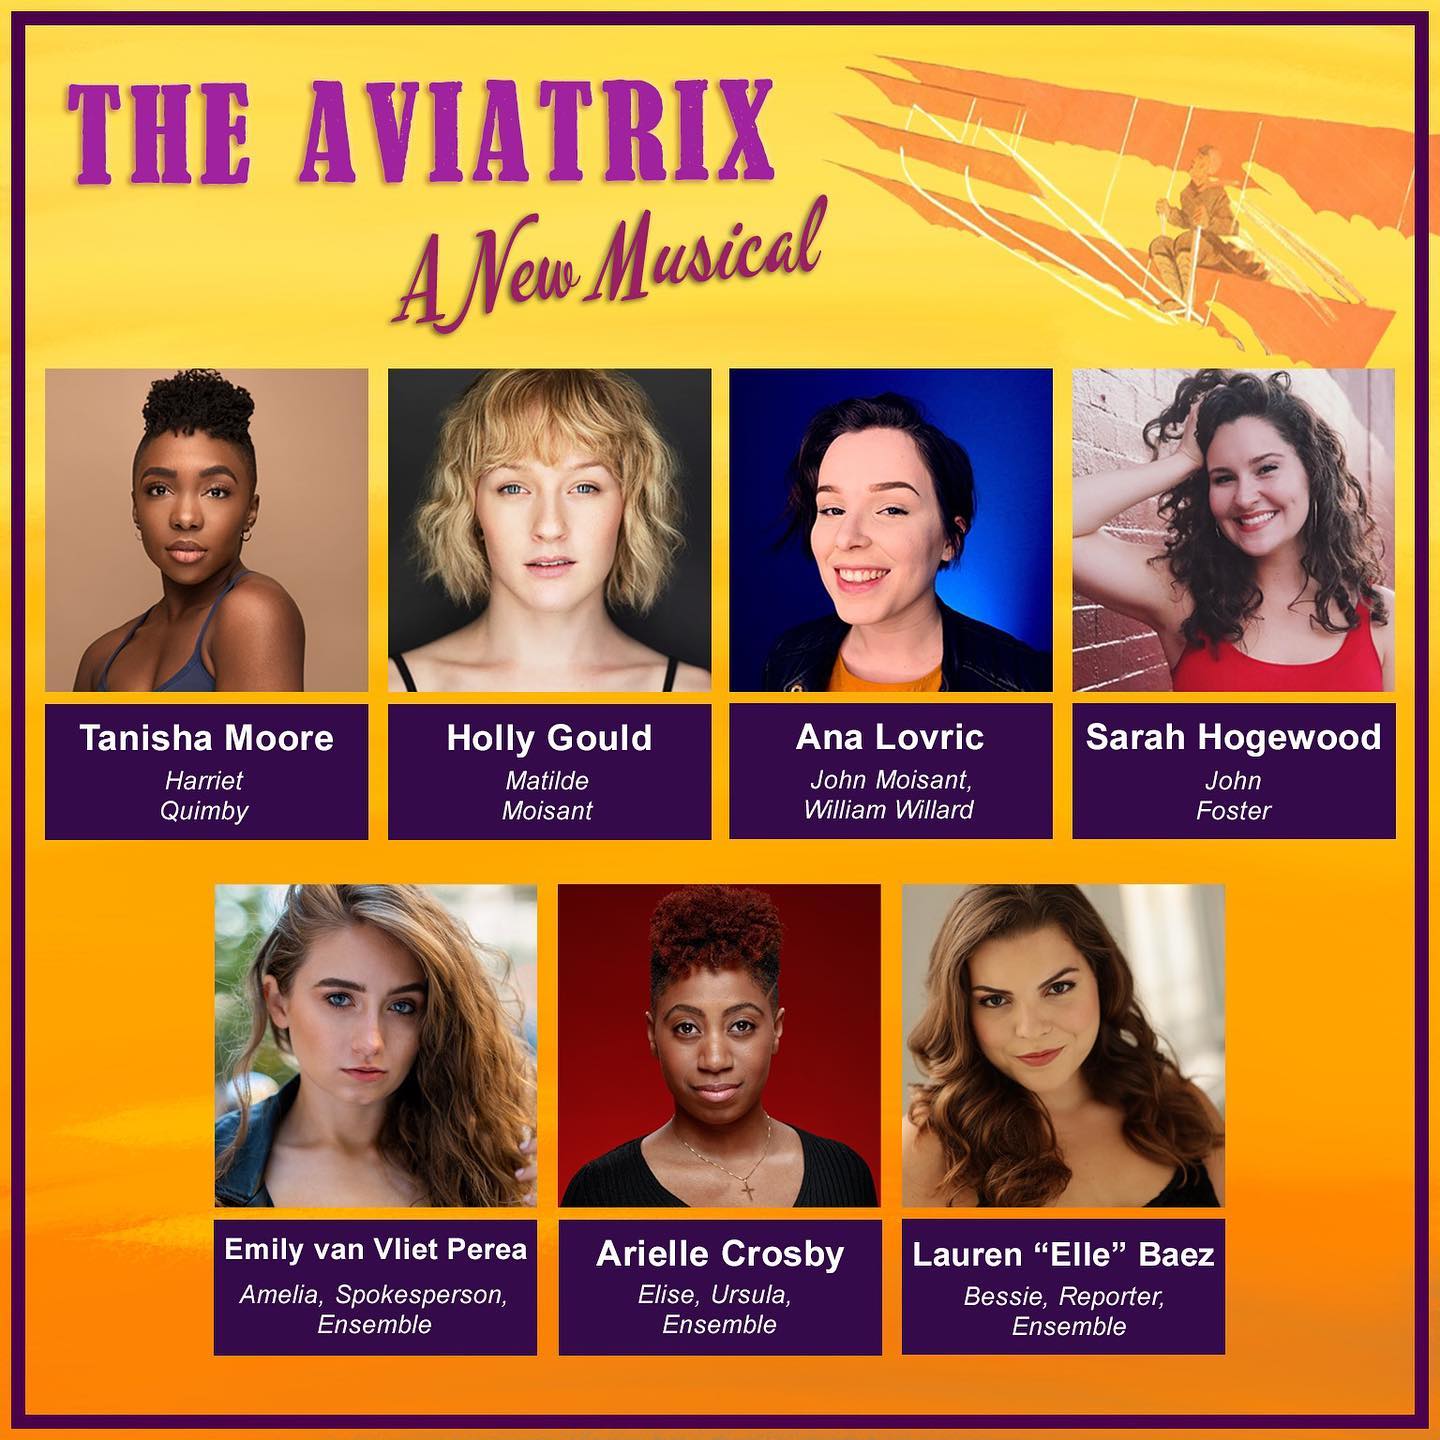 THE AVIATRIX
A New Musical
Tanisha Moore
Harriet
Quimby
Holly Gould
Matilde
Moisant
Ana Lovric
John Moisant,
William Willard
Sarah Hogewood
John
Foster
Emily van Vliet Perea
Amelia, Spokesperson,
Ensemble
Arielle Crosby
Elise, Ursula,
Ensemble
Lauren “Elle” Baez
Bessie, Reporter,
Ensemble